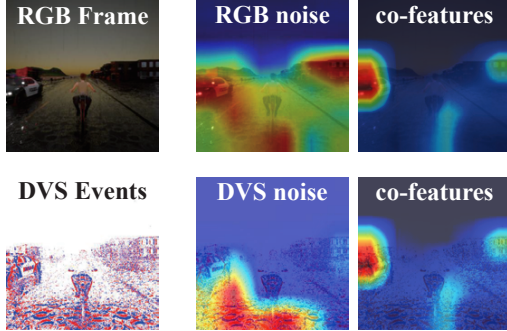 RGB Frame
RGB noise
co-features
DVS Events
DVS noise
co-features